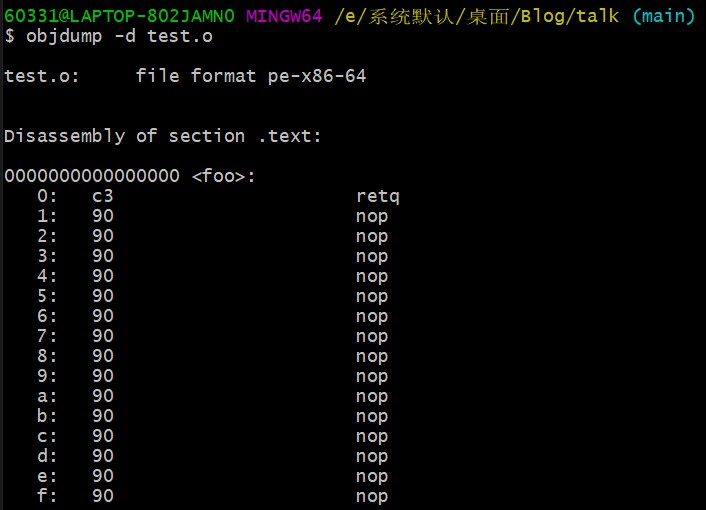 60331@LAPTOP-802JAMN0 MINGW64 /e/系统默认/桌面/Blog/talk (main)
$ objdump -d test.o
test.o:     file format pe-x86-64
Disassembly of section .text:
0000000000000000 <foo>:
   0:   c3                      retq
   1:   90                      nop
   2:   90                      nop
   3:   90                      nop
   4:   90                      nop
   5:   90                      nop
   6:   90                      nop
   7:   90                      nop
   8:   90                      nop
   9:   90                      nop
   a:   90                      nop
   b:   90                      nop
   c:   90                      nop
   d:   90                      nop
   e:   90                      nop
   f:   90                      nop